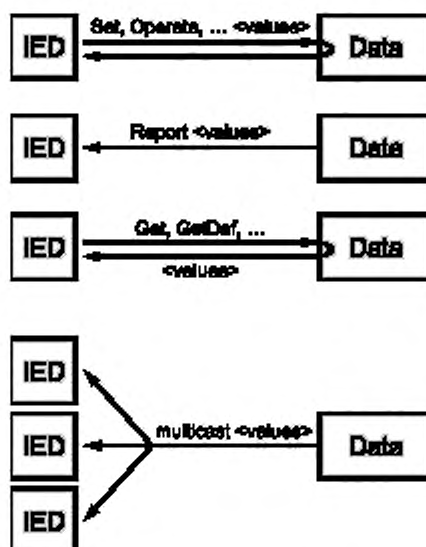 IED
Set, Operate, ... <values>
Data
IED
Report <values>
Data
IED
Get, GetDef, ...
<values>
Data
IED
IED
multicast <values>
Data
IED